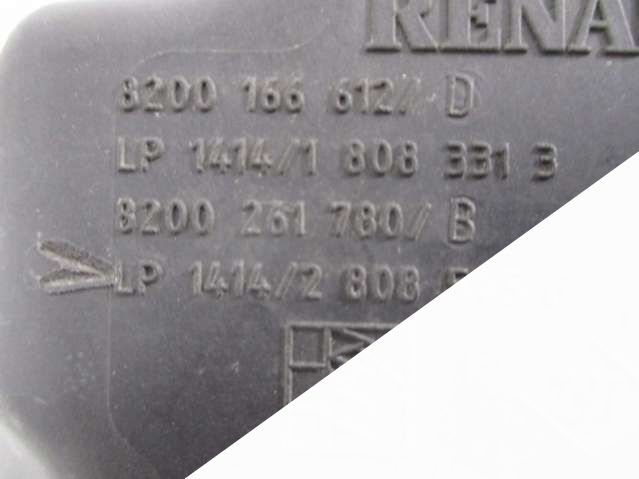 RENA
8200 166 612// D
LP 1414/1 808 331 3
8200 261 780/ B
LP 1414/2 808